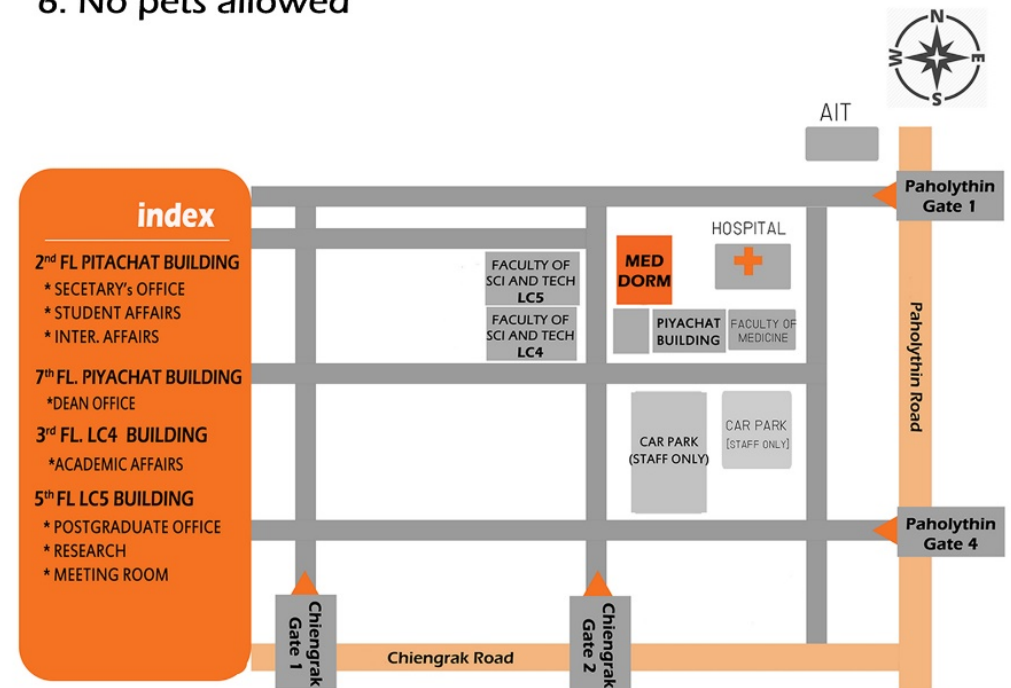 6. No pets allowed
N
W
E
S
AIT
Paholythin
Gate 1
index
HOSPITAL
2nd FL PITACHAT BUILDING
* SECETARY's OFFICE
* STUDENT AFFAIRS
* INTER. AFFAIRS
FACULTY OF
SCI AND TECH
LC5
MED
DORM
FACULTY OF
SCI AND TECH
LC4
PIYACHAT
BUILDING
FACULTY OF
MEDICINE
Paholythin Road
7th FL. PIYACHAT BUILDING
*DEAN OFFICE
3rd FL. LC4 BUILDING
*ACADEMIC AFFAIRS
CAR PARK
(STAFF ONLY)
CAR PARK
[STAFF ONLY]
5th FL LC5 BUILDING
* POSTGRADUATE OFFICE
* RESEARCH
* MEETING ROOM
Paholythin
Gate 4
Chiengrak
Gate 1
Chiengrak
Gate 2
Chiengrak Road